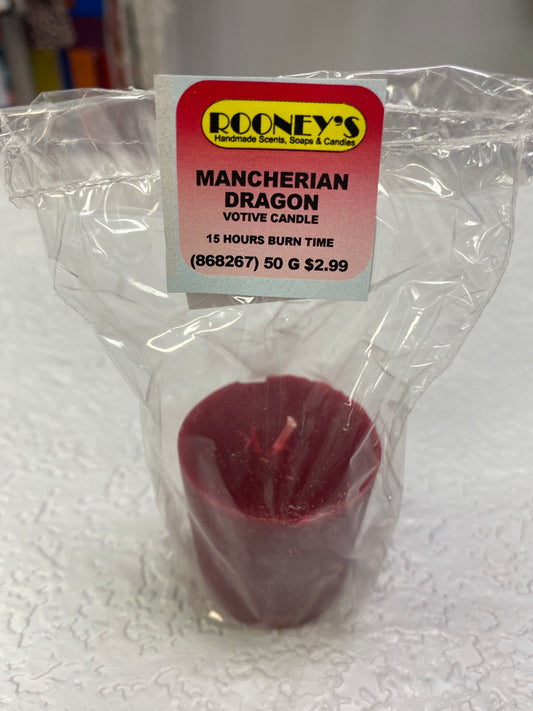 ROONEY'S
Handmade Scents, Soaps & Candles
MANCHERIAN
DRAGON
VOTIVE CANDLE
15 HOURS BURN TIME
(868267) 50 G $2.99